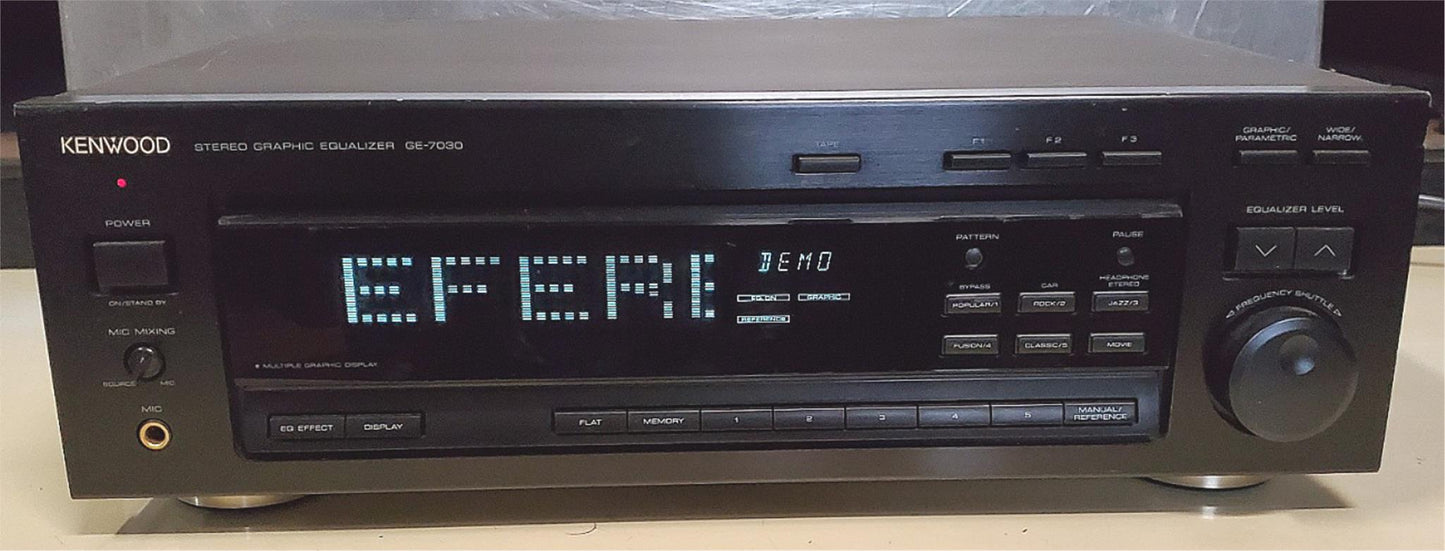 KENWOOD STEREO GRAPHIC EQUALIZER GE-7030
TAPE
F1 F2 F3
GRAPHIC/PARAMETRIC
WIDE/NARROW
POWER
ON/STAND BY
EQUALIZER LEVEL
EFERE
DEMO
EQ.ON GRAPHIC
REFERENCE
PATTERN
PAUSE
BYPASS
CAR
HEADPHONE STEREO
POPULAR/1 ROCK/2 JAZZ/3
FUSION/4 CLASSIC/5 MOVIE
FREQUENCY SHUTTLE
MIC MIXING
SOURCE MIC
MIC
MULTIPLE GRAPHIC DISPLAY
EQ EFFECT DISPLAY
FLAT MEMORY 1 2 3 4 5 MANUAL/REFERENCE